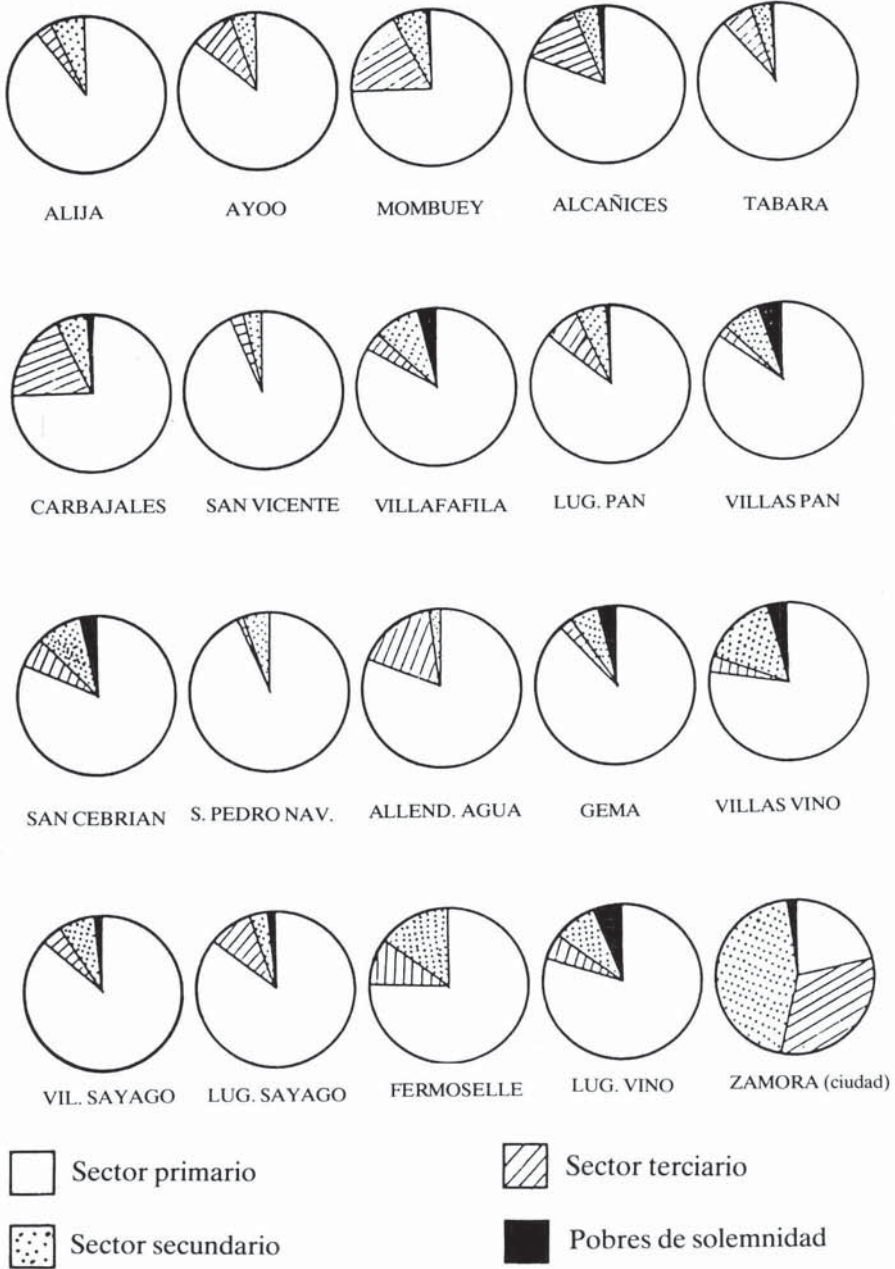 ALIJA AYOO MOMBUEY ALCAÑICES TABARA
CARBAJALES SAN VICENTE VILLAFAFILA LUG. PAN VILLAS PAN
SAN CEBRIAN S. PEDRO NAV. ALLEND. AGUA GEMA VILLAS VINO
VIL. SAYAGO LUG. SAYAGO FERMOSELLE LUG. VINO ZAMORA (ciudad)
Sector primario Sector terciario
Sector secundario Pobres de solemnidad